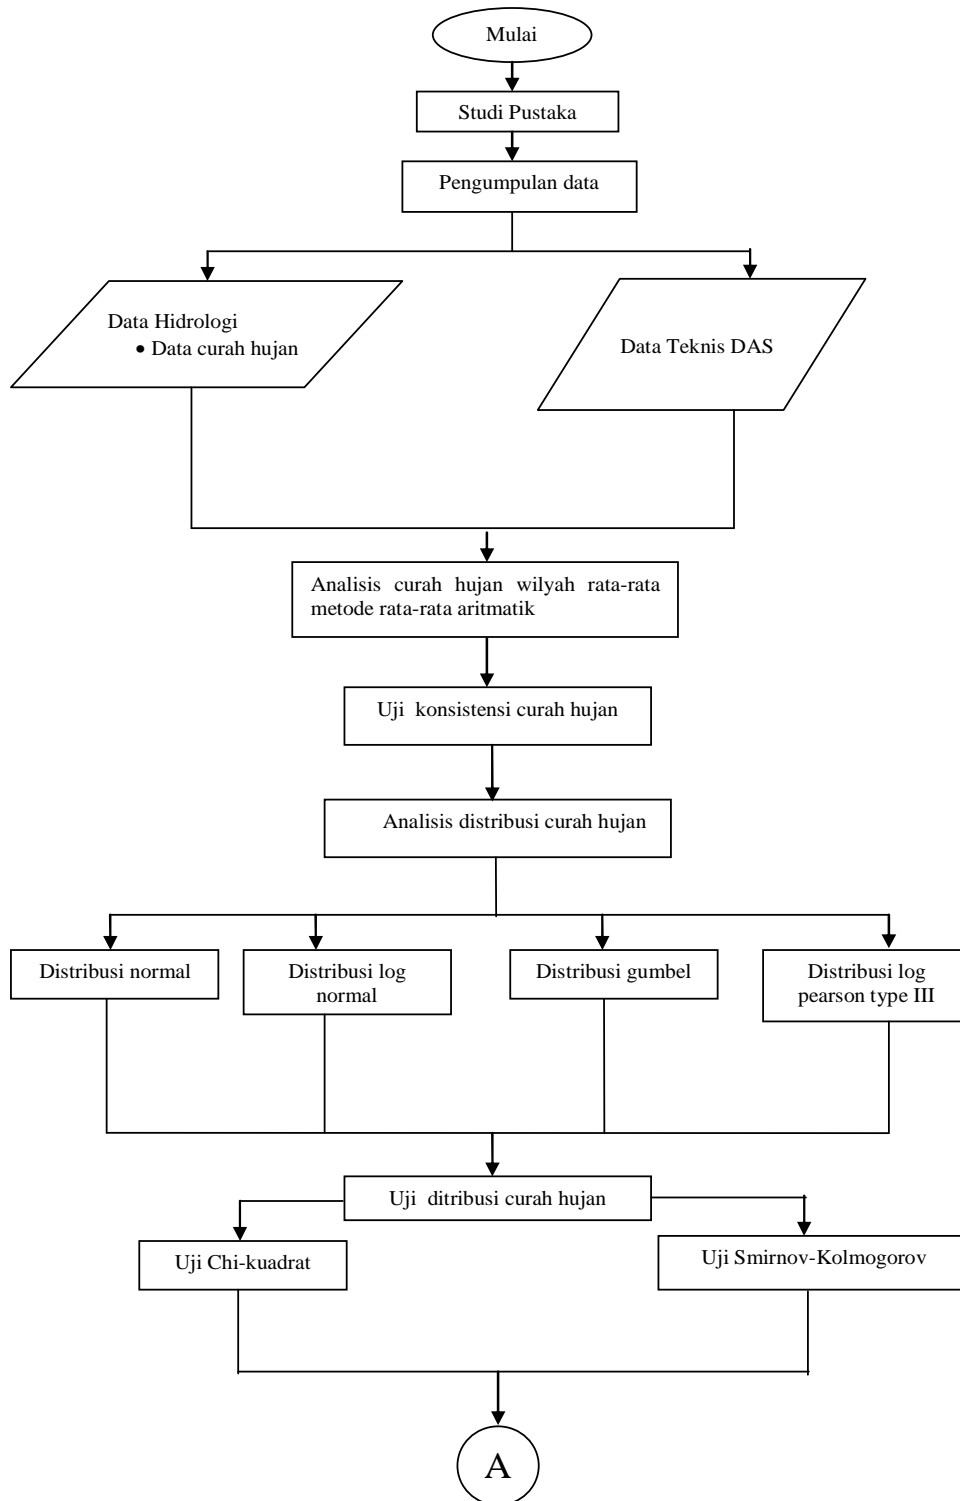 Mulai
Studi Pustaka
Pengumpulan data
Data Hidrologi
• Data curah hujan
Data Teknis DAS
Analisis curah hujan wilyah rata-rata
metode rata-rata aritmatik
Uji konsistensi curah hujan
Analisis distribusi curah hujan
Distribusi normal
Distribusi log
normal
Distribusi gumbel
Distribusi log
pearson type III
Uji ditribusi curah hujan
Uji Chi-kuadrat
Uji Smirnov-Kolmogorov
A